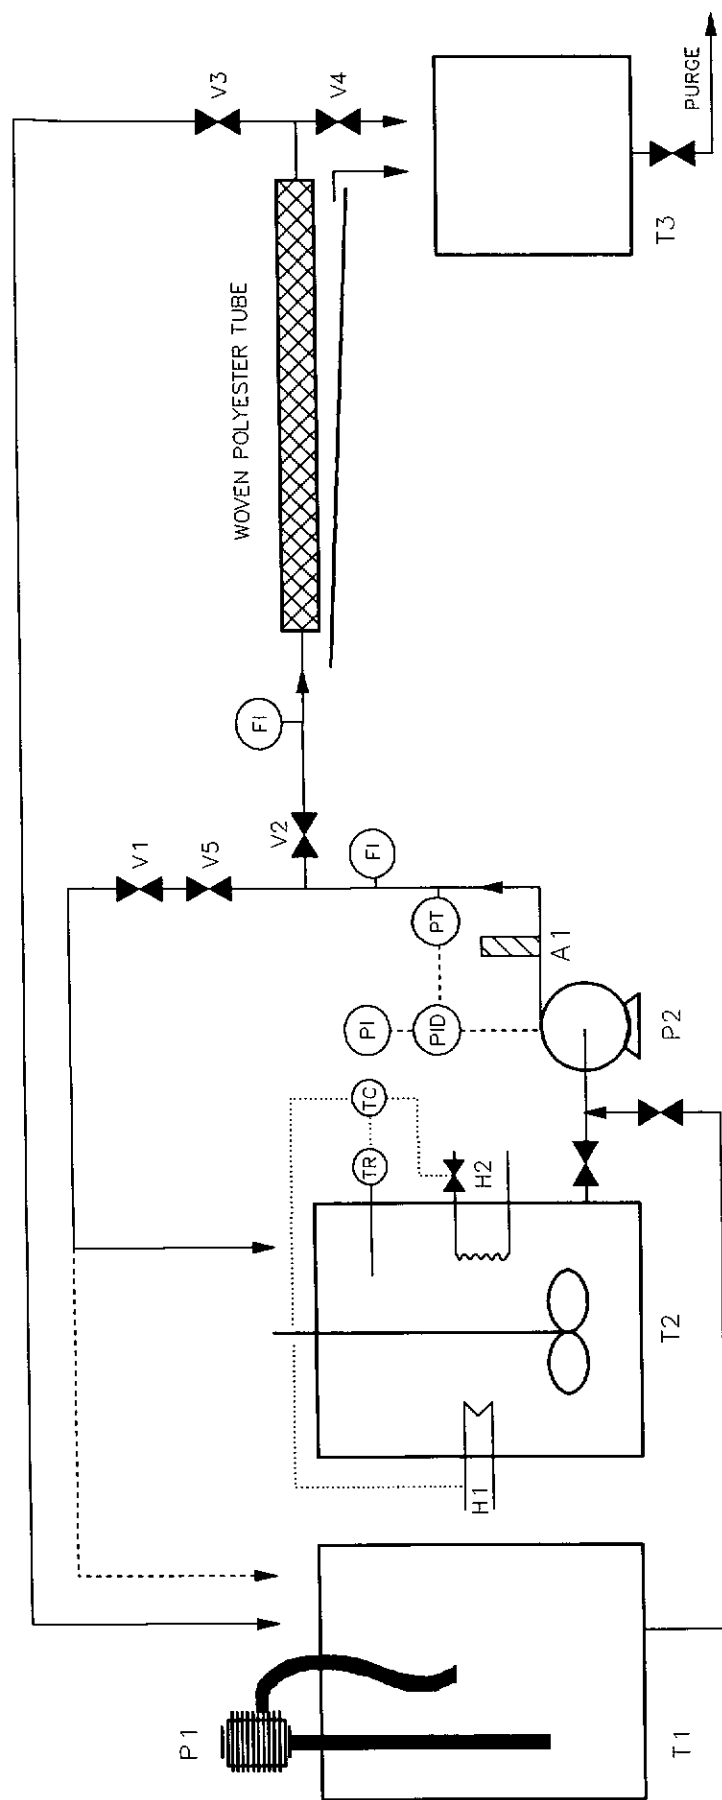 P1
T1
H1
T2
H2
TR
TC
PI
PID
PT
FI
P2
A1
V1
V5
V2
FI
WOVEN POLYESTER TUBE
V3
V4
T3
PURGE